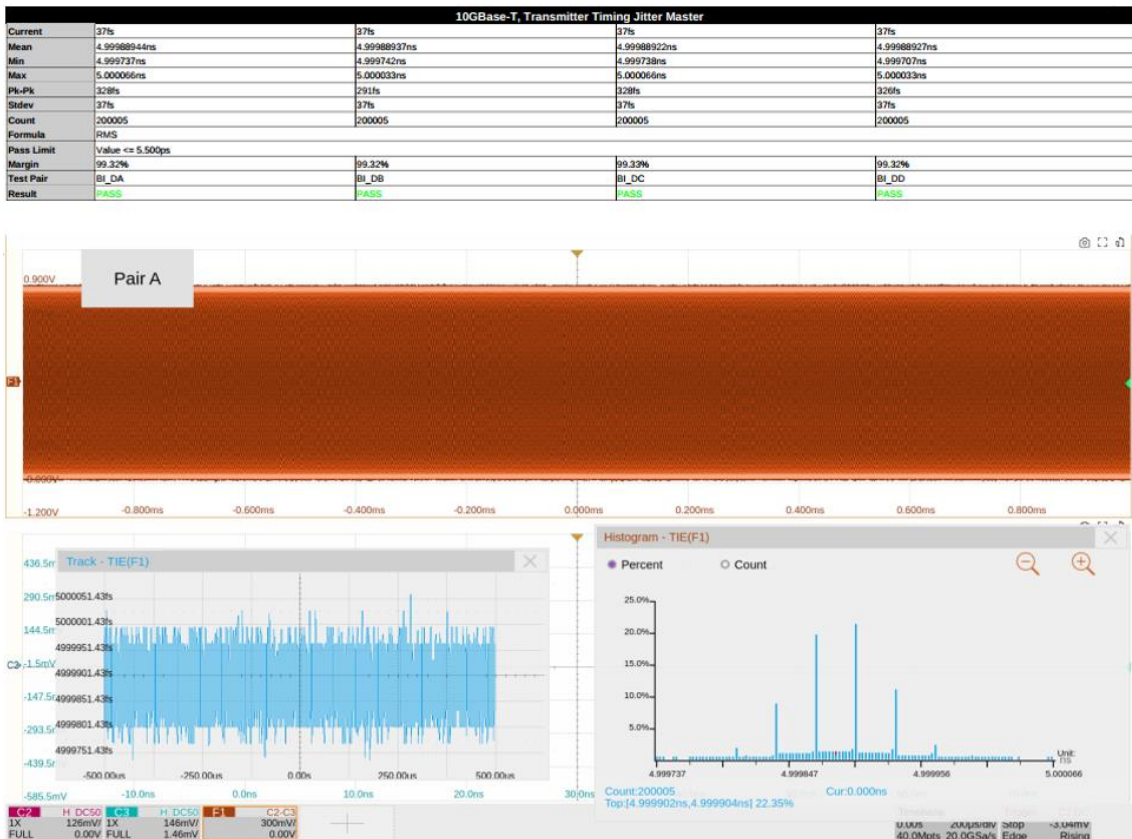 10GBase-T, Transmitter Timing Jitter Master
Current 37fs 37fs 37fs 37fs
Mean 4.99988944ns 4.99988937ns 4.99988922ns 4.99988927ns
Min 4.999737ns 4.999742ns 4.999738ns 4.999707ns
Max 5.000066ns 5.000033ns 5.000066ns 5.000033ns
Pk-Pk 328fs 291fs 328fs 326fs
Stdev 37fs 37fs 37fs 37fs
Count 200005 200005 200005 200005
Formula RMS
Pass Limit Value <= 5.500ps
Margin 99.32% 99.32% 99.33% 99.32%
Test Pair BI_DA BI_DB BI_DC BI_DD
Result PASS PASS PASS PASS
Pair A
0.900V
F1
-1.200V -0.800ms -0.600ms -0.400ms -0.200ms 0.000ms 0.200ms 0.400ms 0.600ms 0.800ms
Track - TIE(F1)
436.5m
290.5m
144.5m
C2 -1.5mV
-147.5m
-293.5m
-439.5m
-585.5mV
5000051.43fs
5000001.43fs
4999951.43fs
4999901.43fs
4999851.43fs
4999801.43fs
4999751.43fs
-500.00us -250.00us 0.00s 250.00us 500.00us
-10.0ns 0.0ns 10.0ns 20.0ns 30.0ns
Histogram - TIE(F1)
Percent Count
25.0%
20.0%
15.0%
10.0%
5.0%
Unit:
ns
4.999737 4.999847 4.999956 5.000066
Count:200005 Cur:0.000ns
Top:[4.999902ns,4.999904ns] 22.35%
C2 H DC50 C3 H DC50 F1 C2-C3
1X 126mV/ 1X 146mV/ 300mV/
FULL 0.00V FULL 1.46mV 0.00V
0.00s 200μs/div Stop -3.04mV
40.0Mpts 20.0GSa/s Edge Rising